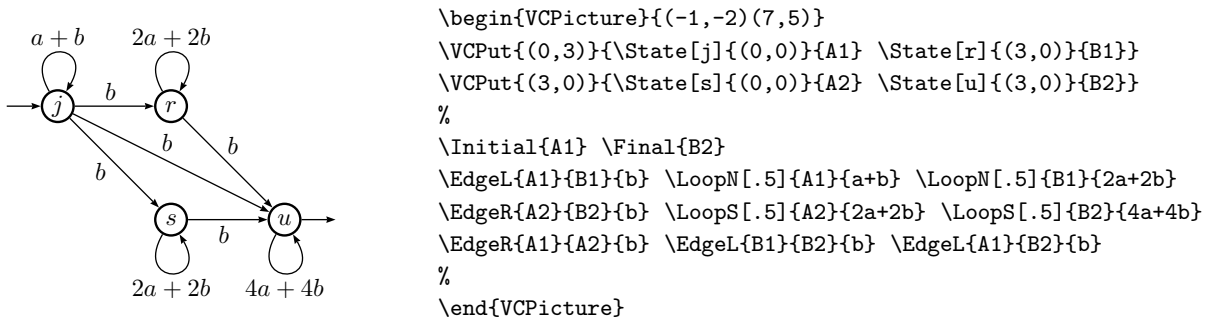 a + b
2a + 2b
j
b
r
b
b
b
s
b
u
2a + 2b
4a + 4b
\begin{VCPicture}{(-1,-2)(7,5)}
\VCPut{(0,3)}{\State[j]{(0,0)}{A1} \State[r]{(3,0)}{B1}}
\VCPut{(3,0)}{\State[s]{(0,0)}{A2} \State[u]{(3,0)}{B2}}
%
\Initial{A1} \Final{B2}
\EdgeL{A1}{B1}{b} \LoopN[.5]{A1}{a+b} \LoopN[.5]{B1}{2a+2b}
\EdgeR{A2}{B2}{b} \LoopS[.5]{A2}{2a+2b} \LoopS[.5]{B2}{4a+4b}
\EdgeR{A1}{A2}{b} \EdgeL{B1}{B2}{b} \EdgeL{A1}{B2}{b}
%
\end{VCPicture}